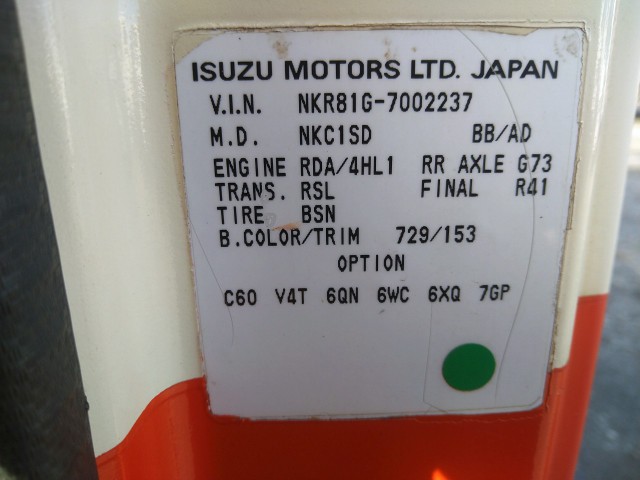 ISUZU MOTORS LTD. JAPAN
V.I.N. NKR81G-7002237
M.D. NKC1SD BB/AD
ENGINE RDA/4HL1 RR AXLE G73
TRANS. RSL FINAL R41
TIRE BSN
B.COLOR/TRIM 729/153
OPTION
C60 V4T 6QN 6WC 6XQ 7GP